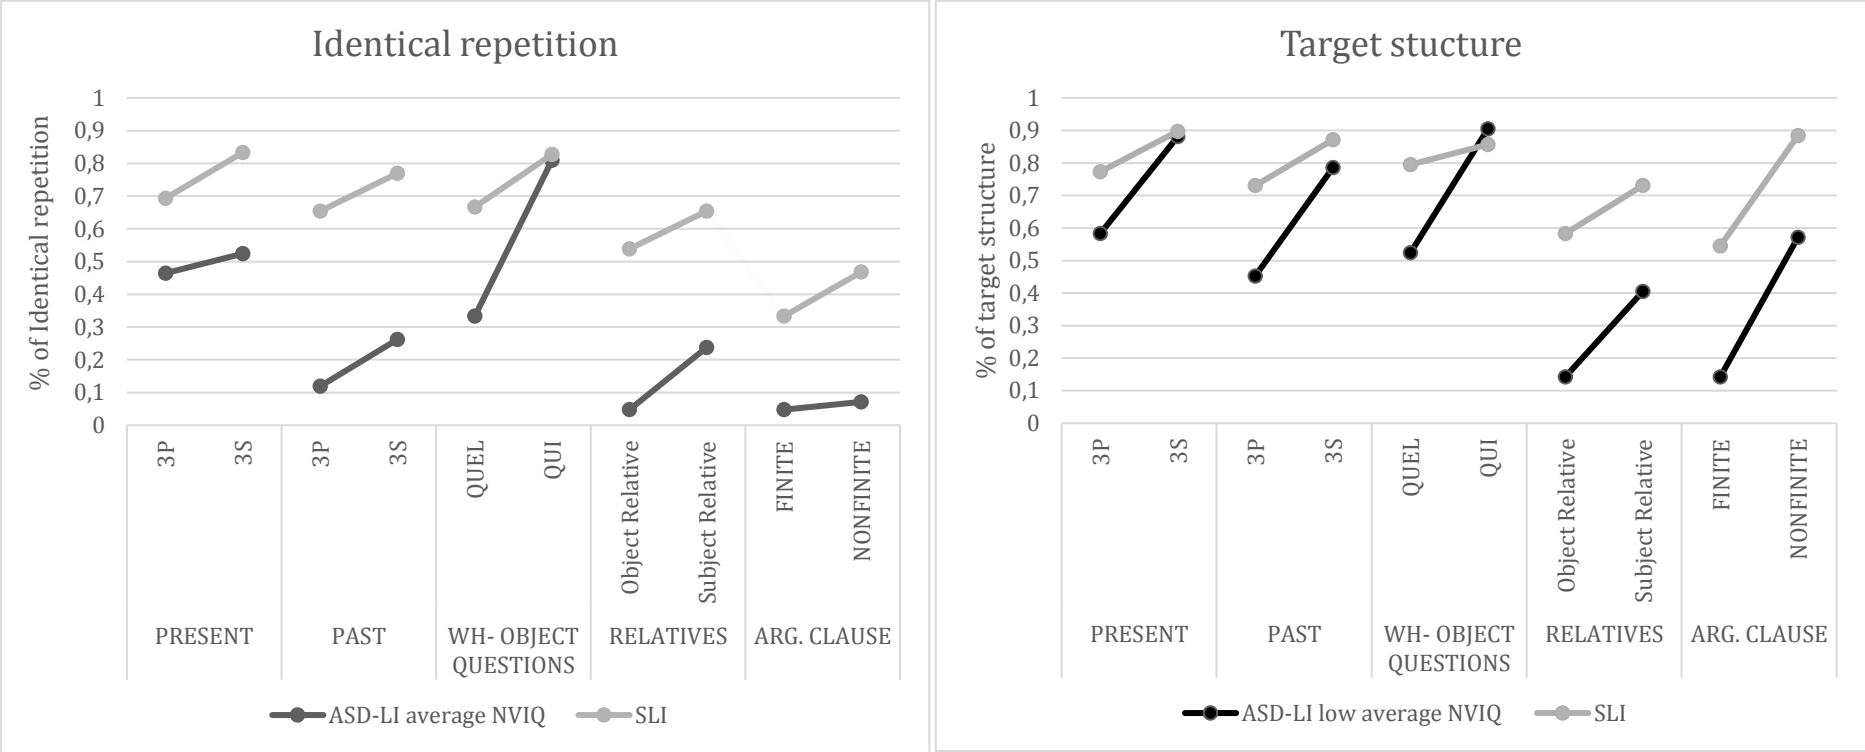 Identical repetition
% of Identical repetition
1
0,9
0,8
0,7
0,6
0,5
0,4
0,3
0,2
0,1
0
3P
3S
3P
3S
QUEL
QUI
Object Relative
Subject Relative
FINITE
NONFINITE
PRESENT
PAST
WH- OBJECT
QUESTIONS
RELATIVES
ARG. CLAUSE
ASD-LI average NVIQ
SLI
Target stucture
% of target structure
1
0,9
0,8
0,7
0,6
0,5
0,4
0,3
0,2
0,1
0
3P
3S
3P
3S
QUEL
QUI
Object Relative
Subject Relative
FINITE
NONFINITE
PRESENT
PAST
WH- OBJECT
QUESTIONS
RELATIVES
ARG. CLAUSE
ASD-LI low average NVIQ
SLI